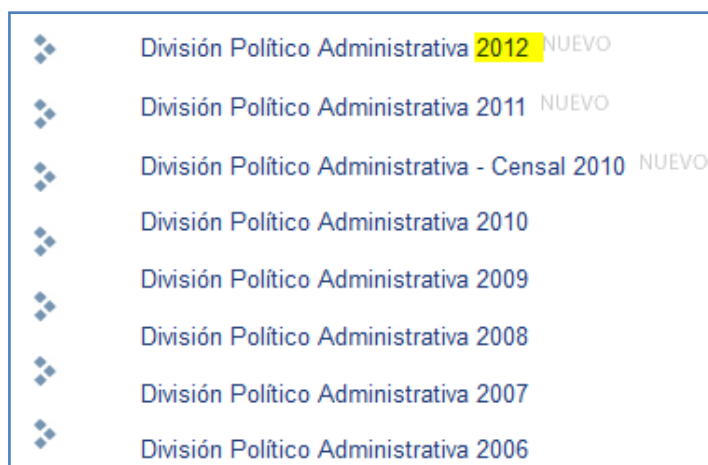 División Político Administrativa 2012 NUEVO
División Político Administrativa 2011 NUEVO
División Político Administrativa - Censal 2010 NUEVO
División Político Administrativa 2010
División Político Administrativa 2009
División Político Administrativa 2008
División Político Administrativa 2007
División Político Administrativa 2006